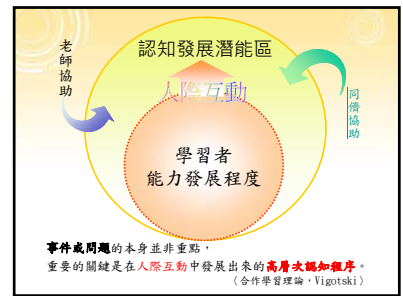 認知發展潛能區
老師協助
人際互動
同儕協助
學習者
能力發展程度
事件或問題的本身並非重點，
重要的關鍵是在人際互動中發展出來的高層次認知程序。
〈合作學習理論，Vigotski〉